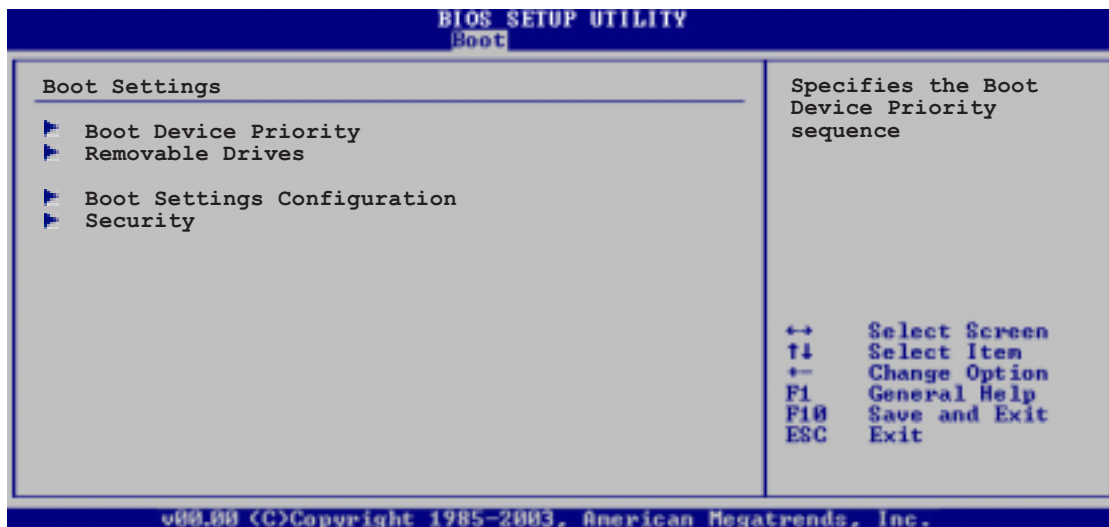 BIOS SETUP UTILITY
Boot
Boot Settings
Boot Device Priority
Removable Drives
Boot Settings Configuration
Security
Specifies the Boot
Device Priority
sequence
↔ Select Screen
↑↓ Select Item
+- Change Option
F1 General Help
F10 Save and Exit
ESC Exit
v00.00 (C)Copyright 1985-2003, American Megatrends, Inc.